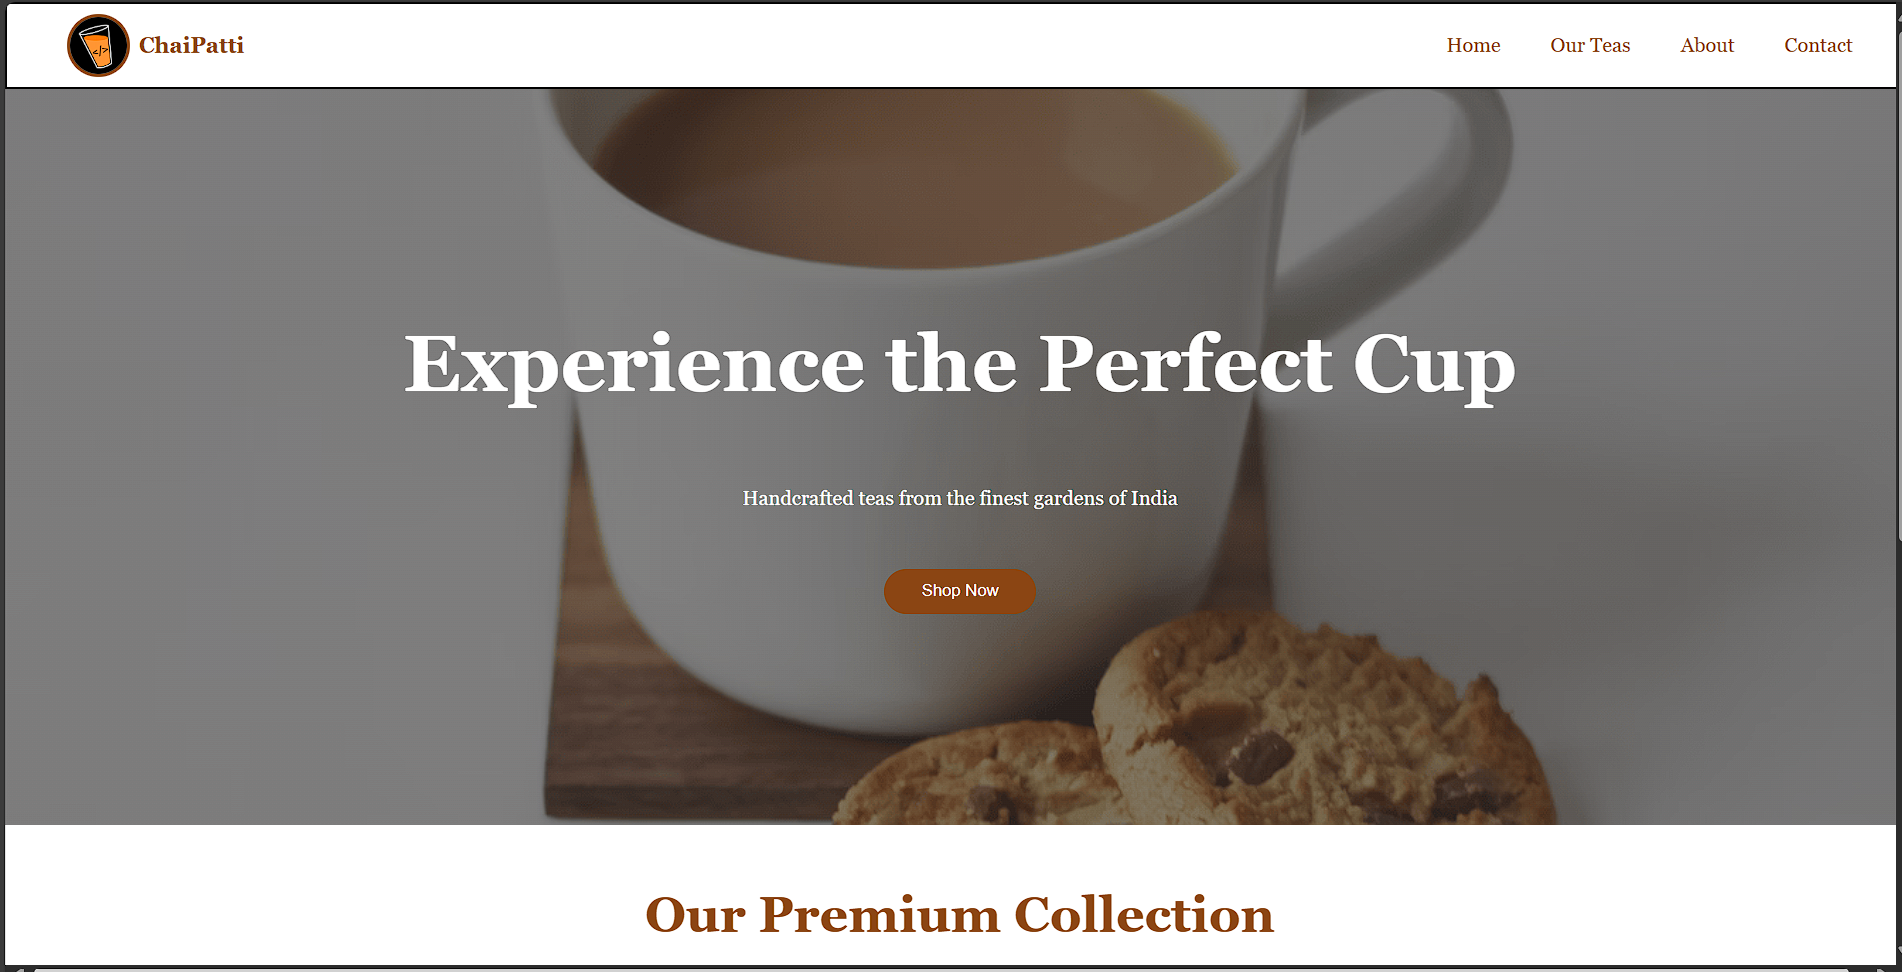 </>
ChaiPatti
Home Our Teas About Contact
Experience the Perfect Cup
Handcrafted teas from the finest gardens of India
Shop Now
Our Premium Collection